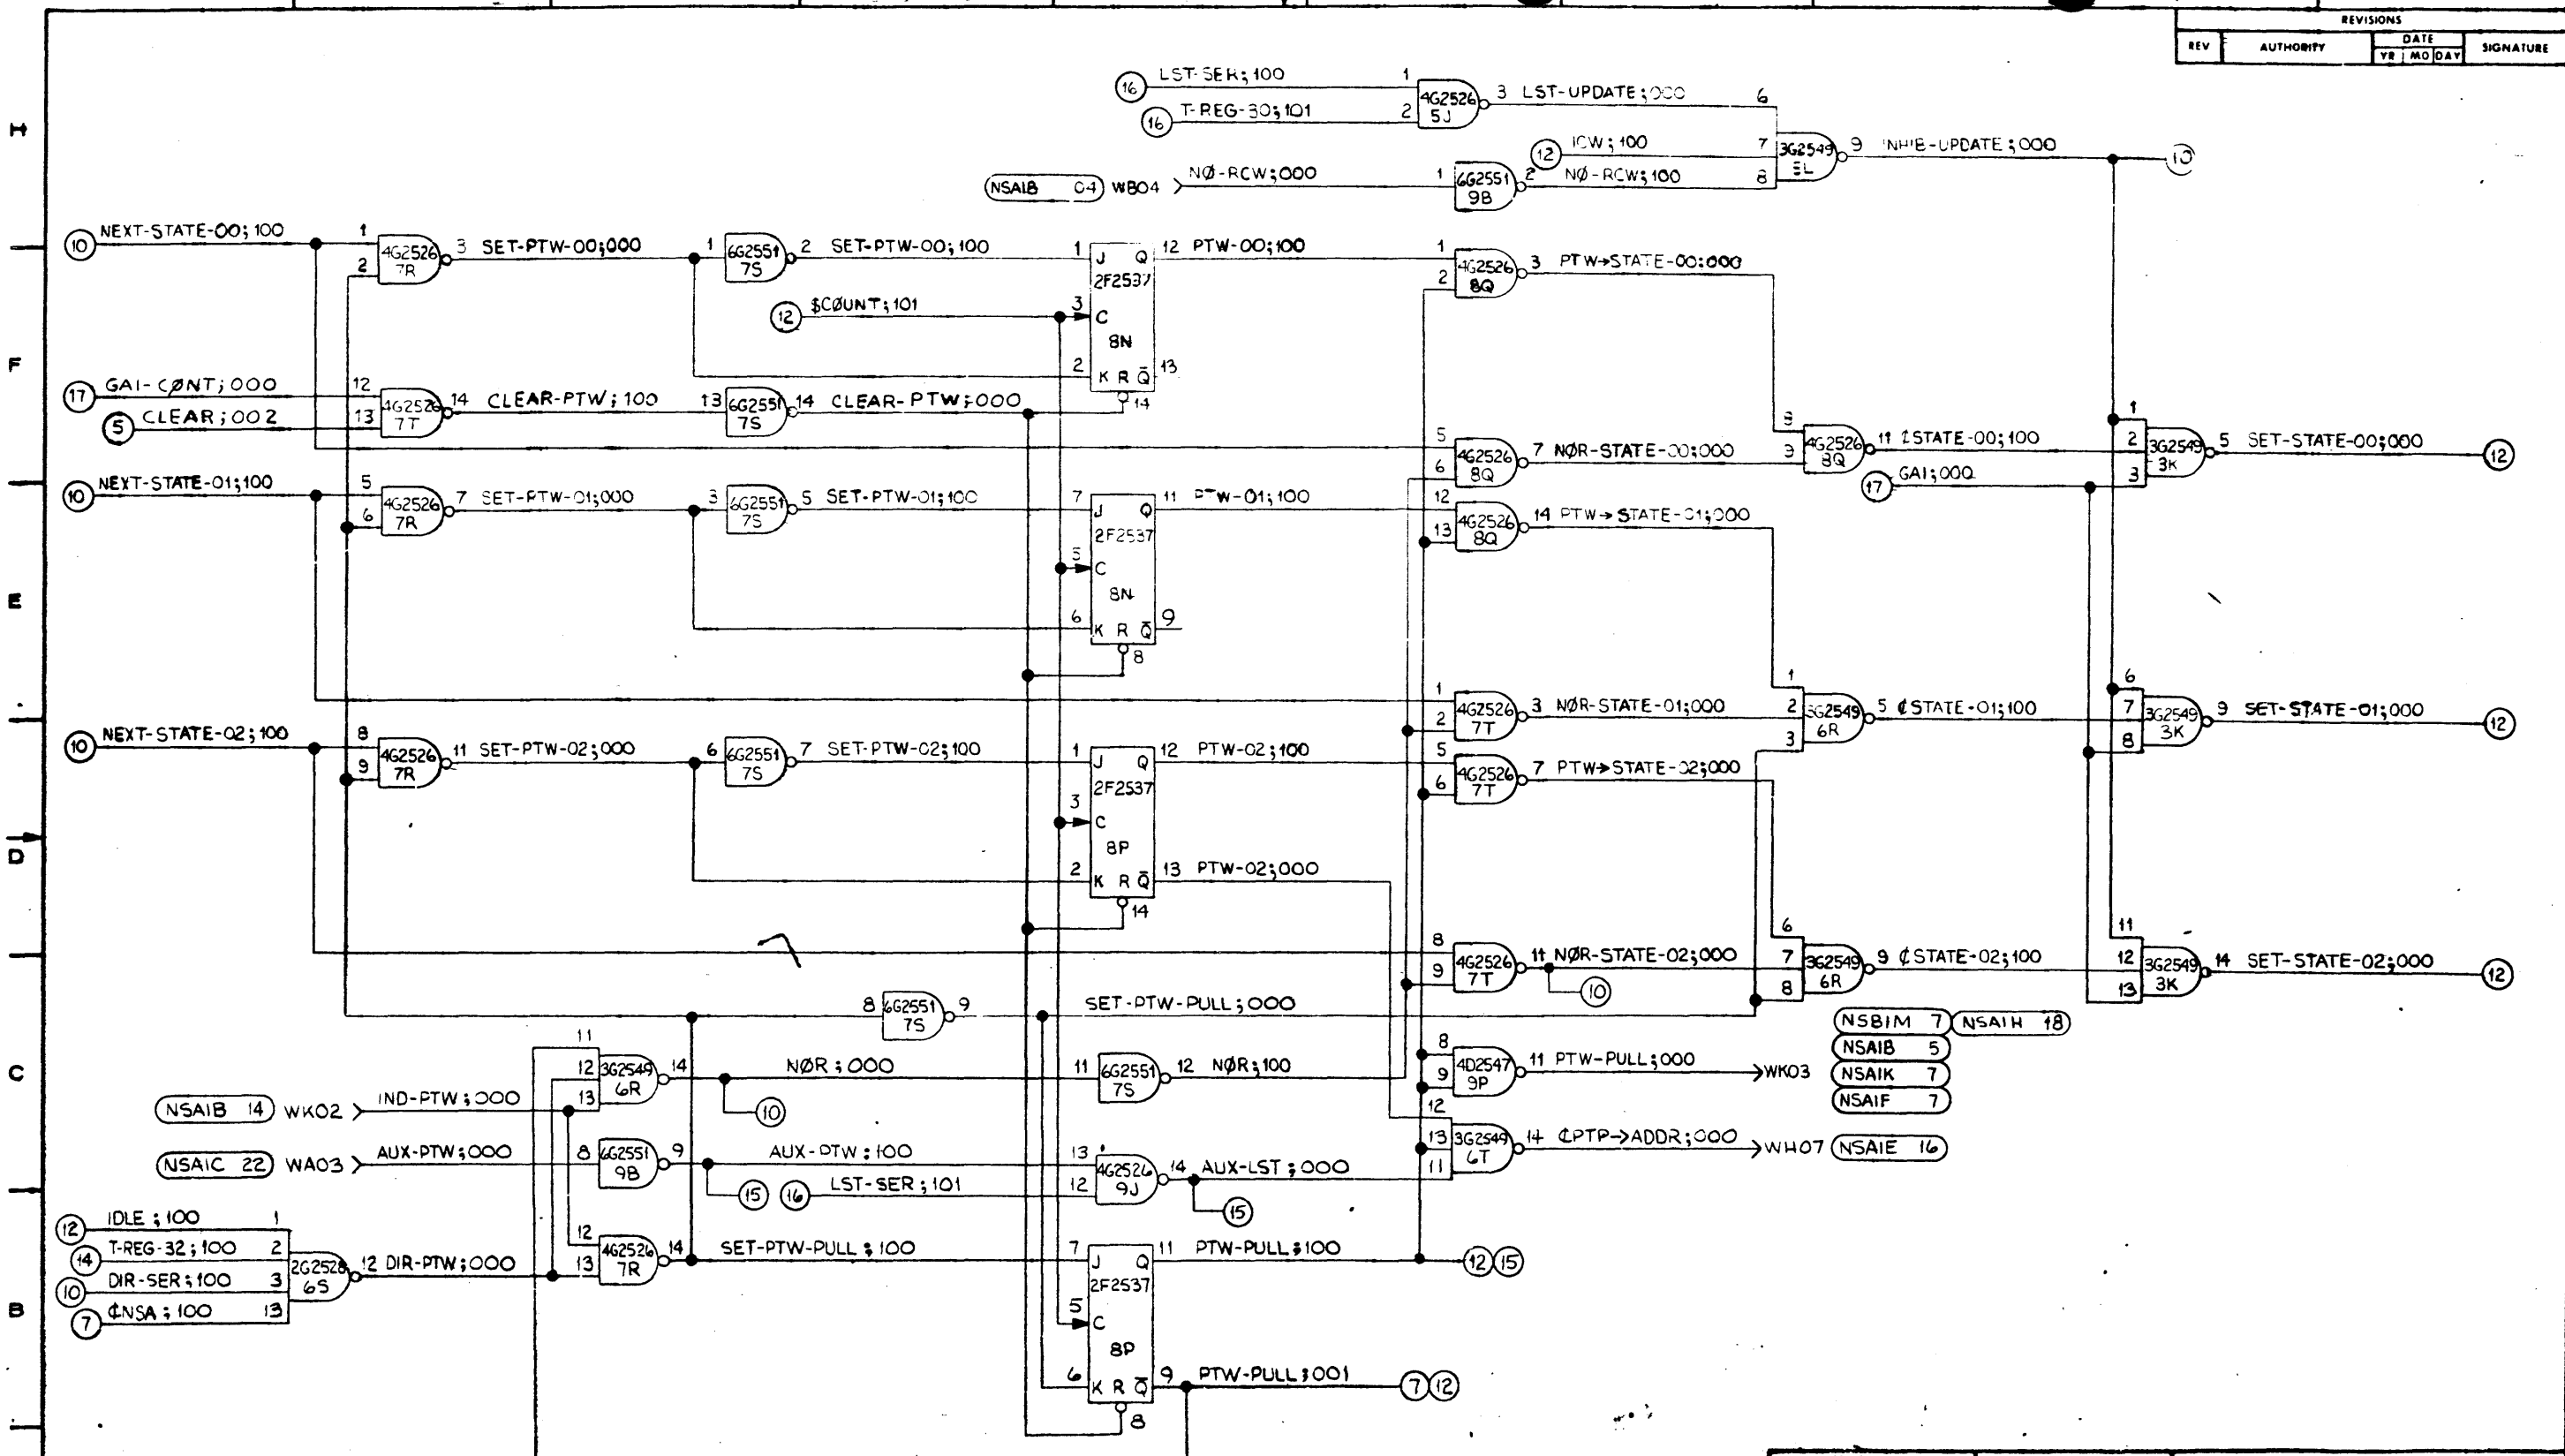 REVISIONS
REV AUTHORITY DATE SIGNATURE
YR MO DAY
H
F
E
D
C
B
16 LST-SER;100 1
16 T-REG-30;101 2
4G2526 5J 3 LST-UPDATE;000 6
12 ICW;100 7
3G2549 9 INHIB-UPDATE;000 10
NSAIB 04 WB04 NØ-RCW;000 1 6G2551 9B 2 NØ-RCW;100 8
10 NEXT-STATE-00;100 1
2 4G2526 7R 3 SET-PTW-00;000 1 6G2551 7S 2 SET-PTW-00;100 1 J Q 12 PTW-00;100 1
2 4G2526 8Q 3 PTW→STATE-00;000
2F2537
12 $CØUNT;101 3 C
8N
2 K R Q̄ 13
14
17 GAI-CØNT;000 12
5 CLEAR;002 13
4G2526 7T 14 CLEAR-PTW;100 13 6G2551 7S 14 CLEAR-PTW;000
5
6 4G2526 8Q 7 NØR-STATE-00;000 9
4G2526 8Q 11 ¢STATE-00;100
1
2
3 3G2549 3K 5 SET-STATE-00;000 12
17 GAI;000
10 NEXT-STATE-01;100 5
6 4G2526 7R 7 SET-PTW-01;000 3 6G2551 7S 5 SET-PTW-01;100 7 J Q 11 PTW-01;100 12
13 4G2526 8Q 14 PTW→STATE-01;000
2F2537
5 C
8N
6 K R Q̄ 9
8
1
2 4G2526 7T 3 NØR-STATE-01;000
1
2
3 3G2549 6R 5 ¢STATE-01;100
6
7
8 3G2549 3K 9 SET-STATE-01;000 12
10 NEXT-STATE-02;100 8
9 4G2526 7R 11 SET-PTW-02;000 6 6G2551 7S 7 SET-PTW-02;100 1 J Q 12 PTW-02;100 5
6 4G2526 7T 7 PTW→STATE-02;000
2F2537
3 C
8P
2 K R Q̄ 13 PTW-02;000
14
8
9 4G2526 7T 11 NØR-STATE-02;000
10
6
7
8 3G2549 6R 9 ¢STATE-02;100
11
12
13 3G2549 3K 14 SET-STATE-02;000 12
8 6G2551 7S 9 SET-PTW-PULL;000
11
12
13 3G2549 6R 14 NØR;000 11 6G2551 7S 12 NØR;100
10
8
9 4D2547 9P 11 PTW-PULL;000 WK03
NSBIM 7 NSAIH 18
NSAIB 5
NSAIK 7
NSAIF 7
NSAIB 14 WK02 IND-PTW;000
NSAIC 22 WA03 AUX-PTW;000 8 6G2551 9B 9 AUX-PTW;100 13
15 16 LST-SER;101 12
4G2526 9J 14 AUX-LST;000
15
12
13
11 3G2549 6T 14 ¢PTP→ADDR;000 WH07 NSAIE 16
12 IDLE;100 1
14 T-REG-32;100 2
10 DIR-SER;100 3
7 ¢NSA;100 13
2G2528 6S 12 DIR-PTW;000
12
13 4G2526 7R 14 SET-PTW-PULL;100 7 J Q 11 PTW-PULL;100 12 15
2F2537
5 C
8P
6 K R Q̄ 9 PTW-PULL;001 7 12
8